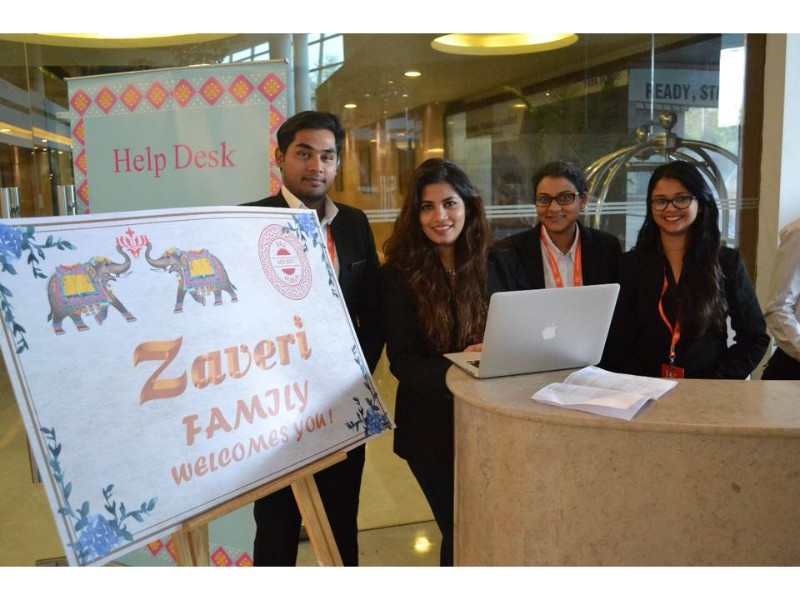 Help Desk
READY, ST
Zaveri
FAMILY
WELCOMES YOU!